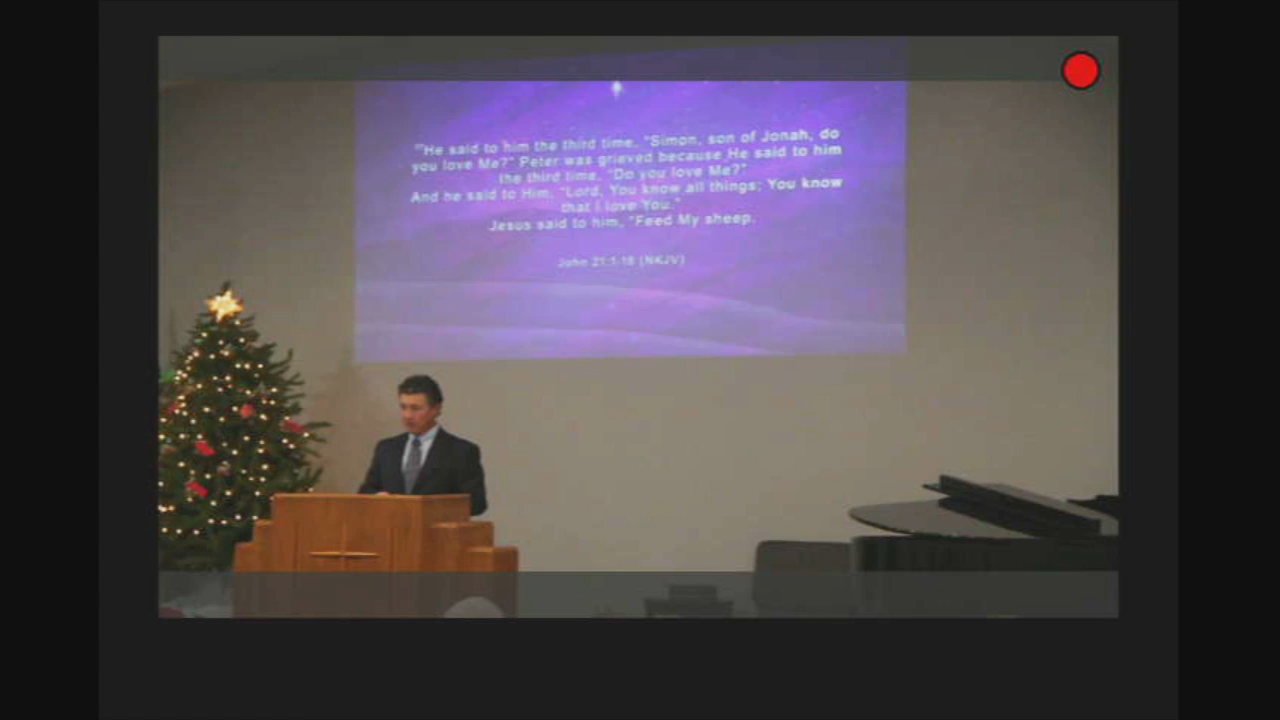 ¹⁷He said to him the third time, "Simon, son of Jonah, do
you love Me?" Peter was grieved because He said to him
the third time, "Do you love Me?"
And he said to Him, "Lord, You know all things; You know
that I love You."
Jesus said to him, "Feed My sheep.
John 21:1-18 (NKJV)